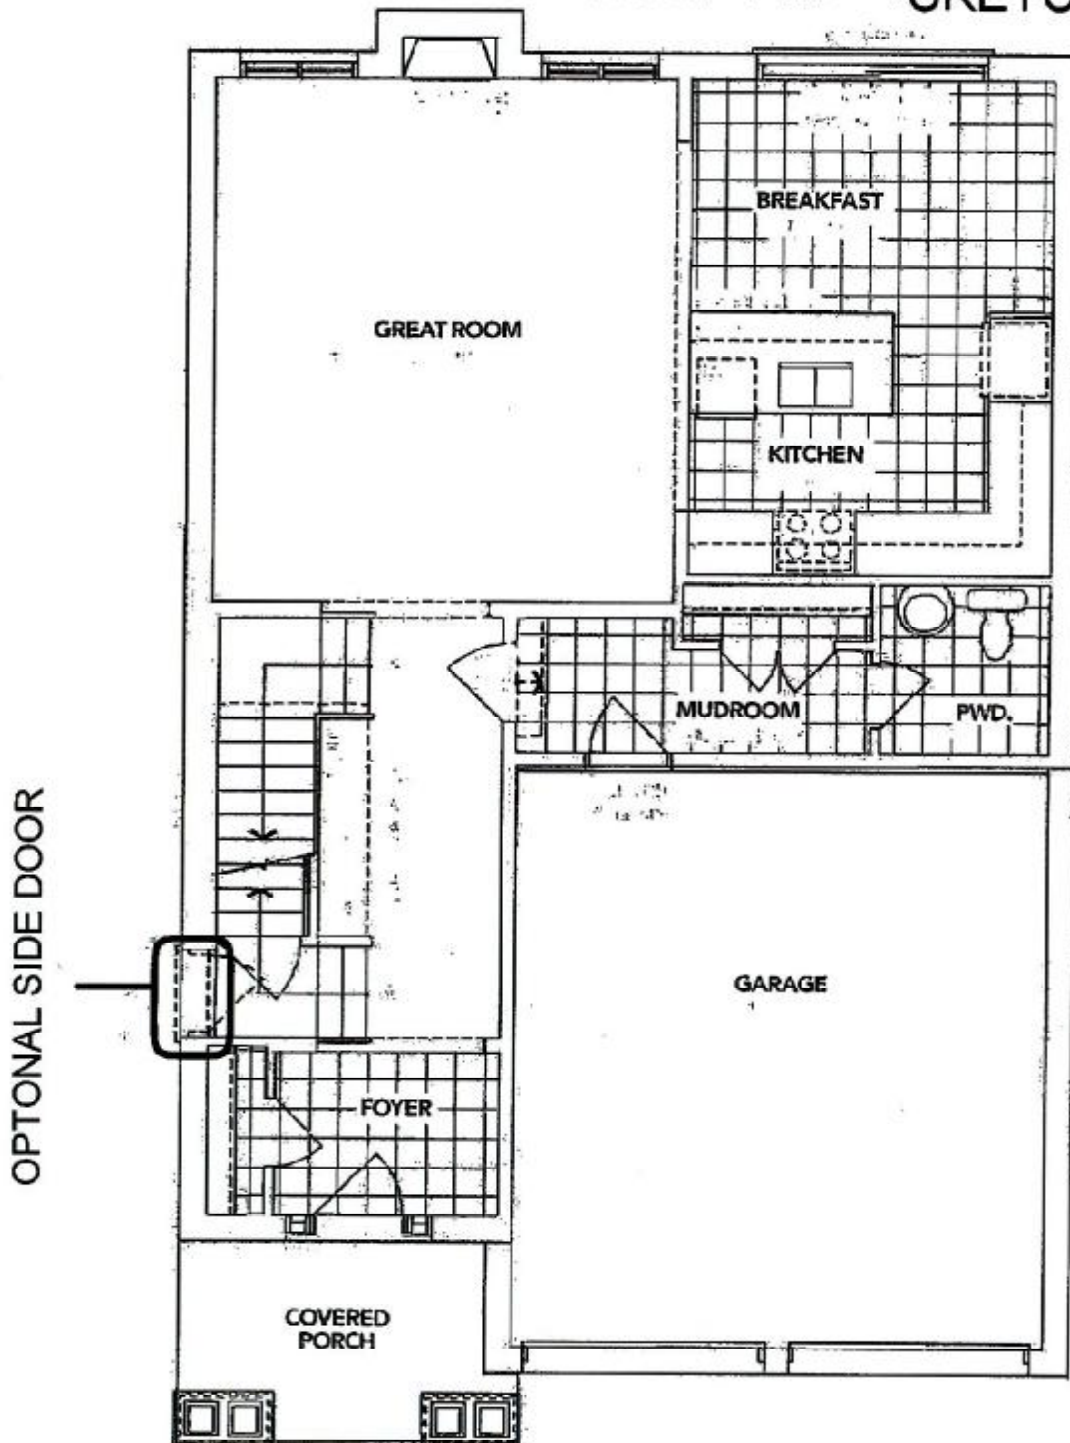 BREAKFAST
GREAT ROOM
KITCHEN
MUDROOM
PWD.
OPTONAL SIDE DOOR
GARAGE
FOYER
COVERED
PORCH